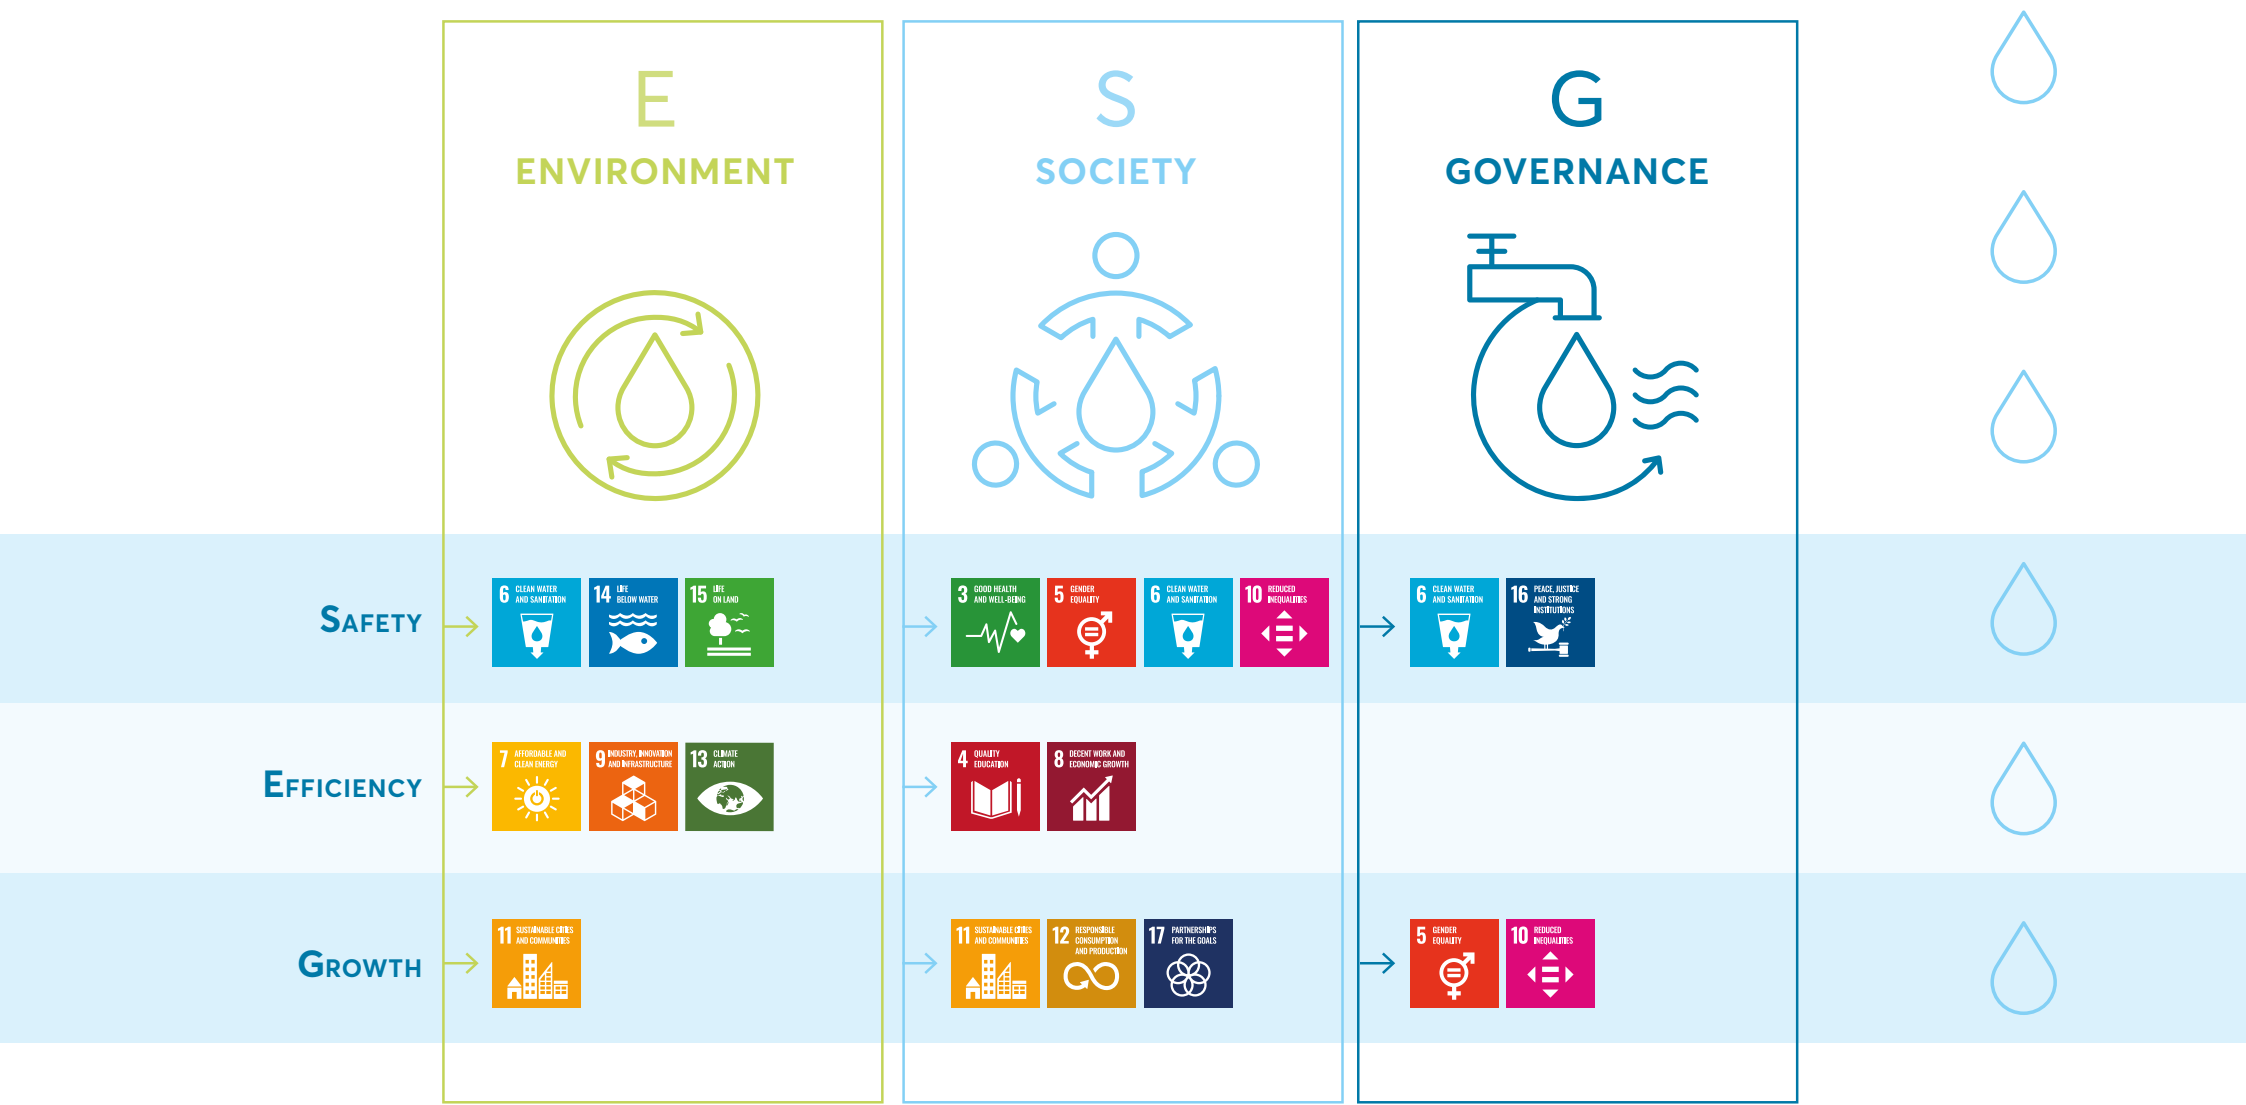 E
ENVIRONMENT
S
SOCIETY
G
GOVERNANCE
SAFETY
6 CLEAN WATER
AND SANITATION
14 LIFE
BELOW WATER
15 LIFE
ON LAND
3 GOOD HEALTH
AND WELL-BEING
5 GENDER
EQUALITY
6 CLEAN WATER
AND SANITATION
10 REDUCED
INEQUALITIES
6 CLEAN WATER
AND SANITATION
16 PEACE, JUSTICE
AND STRONG
INSTITUTIONS
EFFICIENCY
7 AFFORDABLE AND
CLEAN ENERGY
9 INDUSTRY, INNOVATION
AND INFRASTRUCTURE
13 CLIMATE
ACTION
4 QUALITY
EDUCATION
8 DECENT WORK AND
ECONOMIC GROWTH
GROWTH
11 SUSTAINABLE CITIES
AND COMMUNITIES
11 SUSTAINABLE CITIES
AND COMMUNITIES
12 RESPONSIBLE
CONSUMPTION
AND PRODUCTION
17 PARTNERSHIPS
FOR THE GOALS
5 GENDER
EQUALITY
10 REDUCED
INEQUALITIES